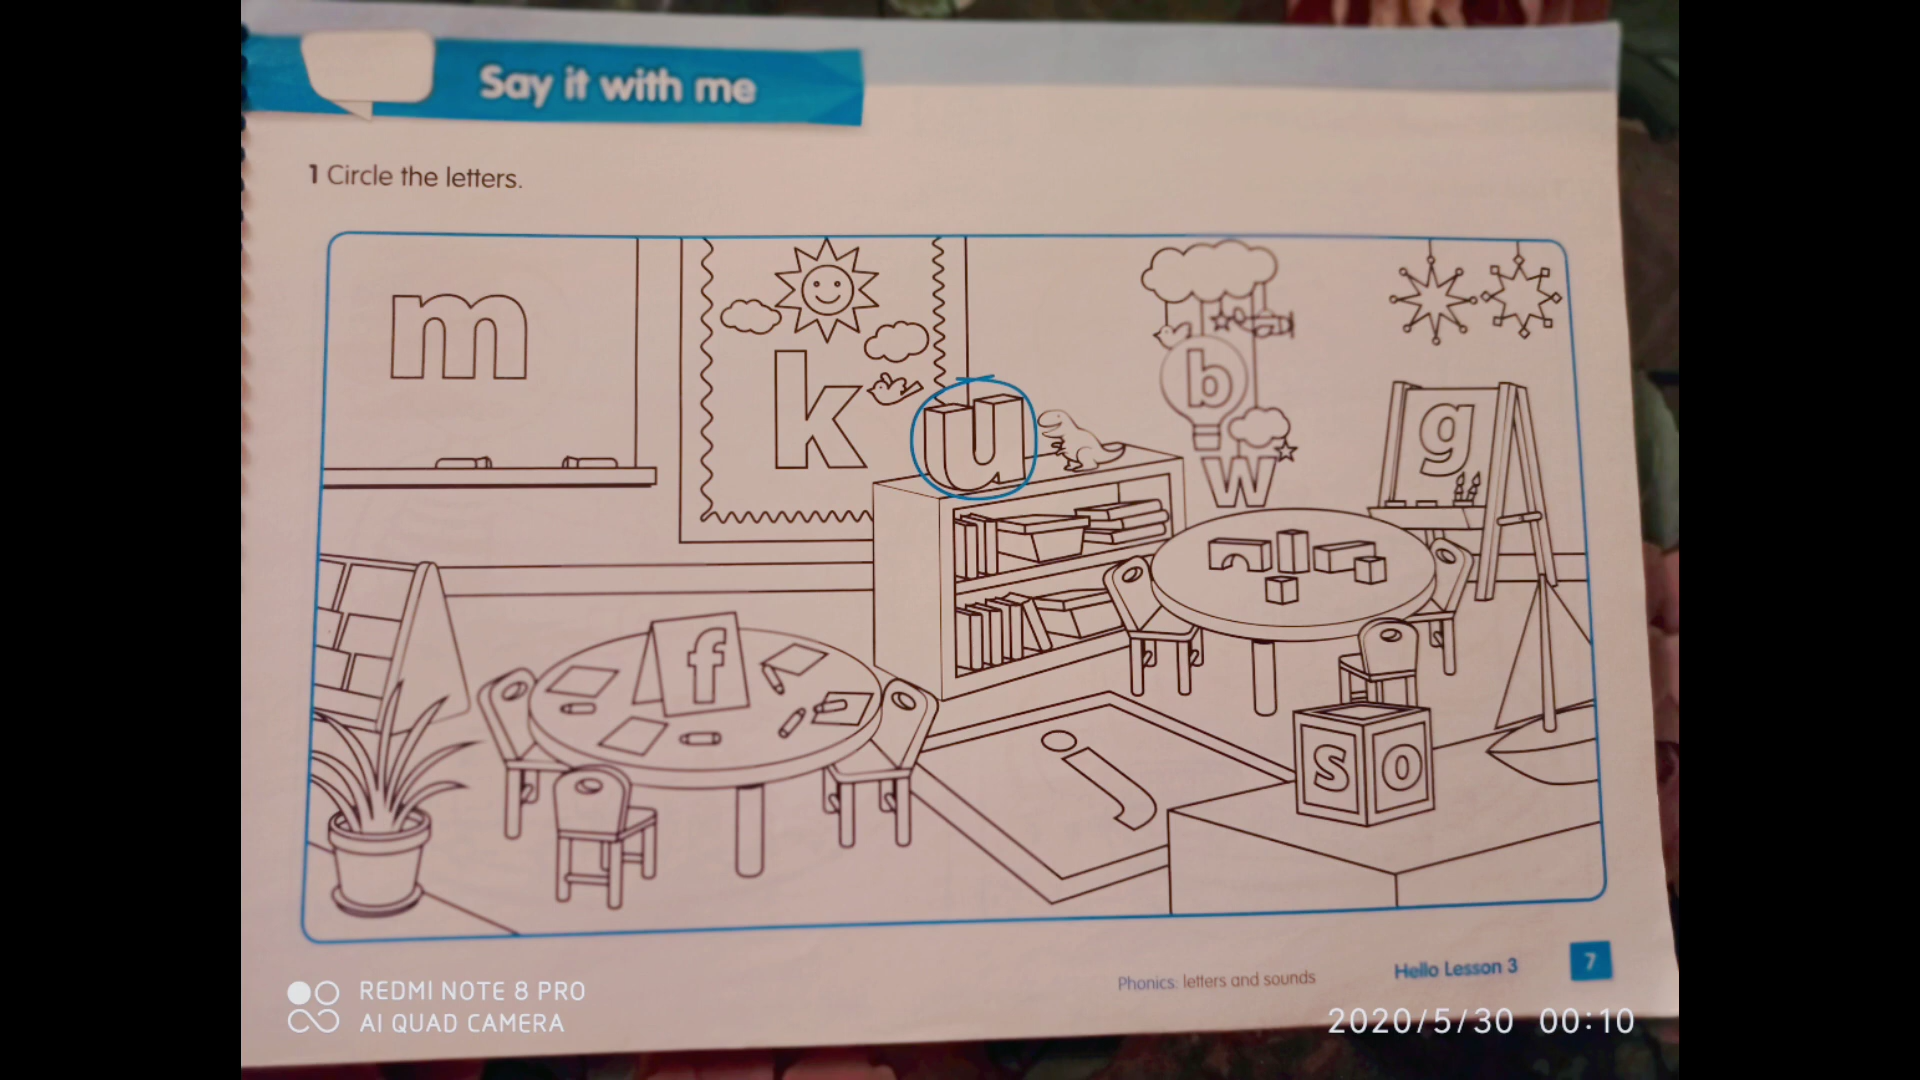 Say it with me
1 Circle the letters.
m
k
u
b
w
g
f
j
s o
Phonics: letters and sounds
Hello Lesson 3
7
REDMI NOTE 8 PRO
AI QUAD CAMERA
2020/5/30 00:10